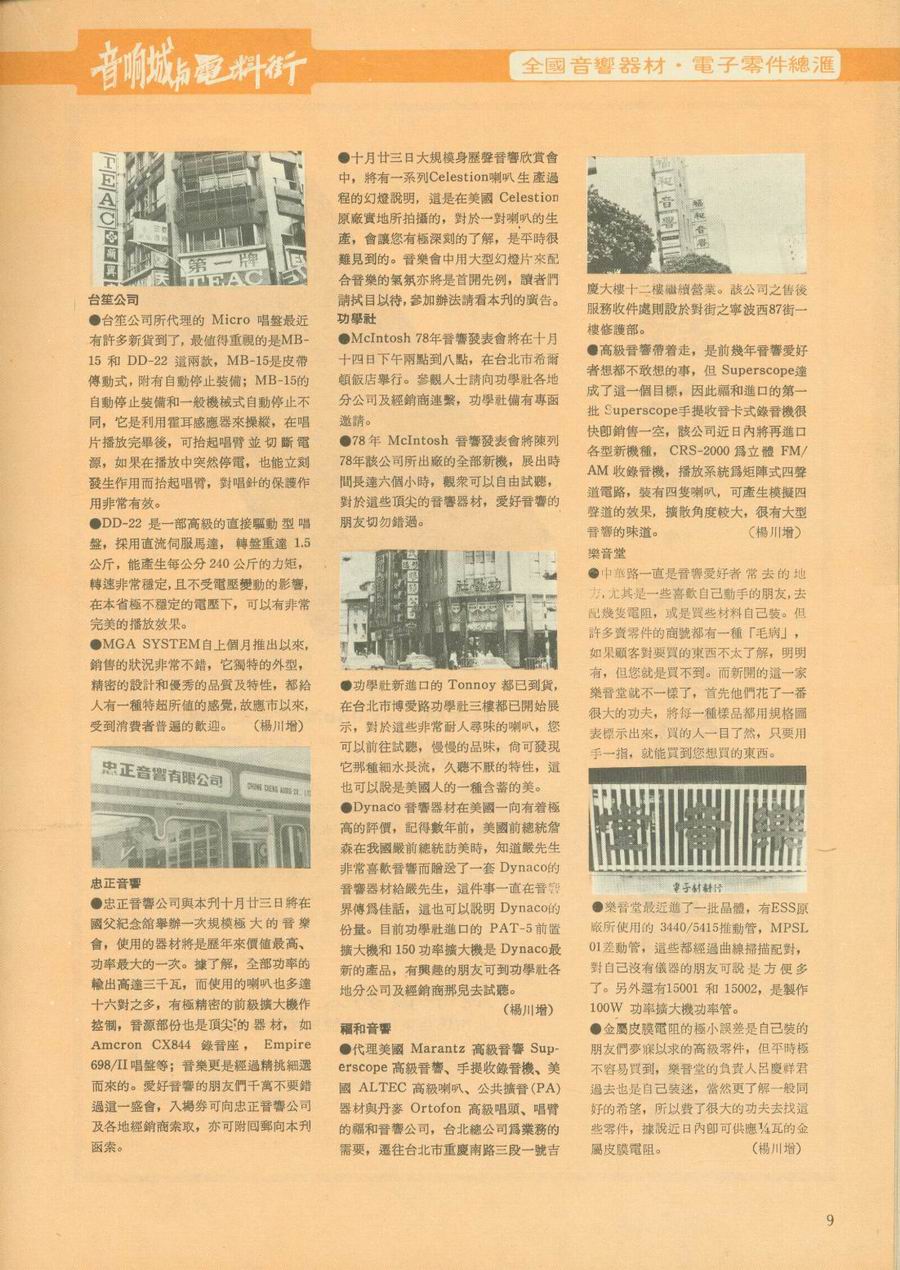 音响城与電料街
全國音響器材・電子零件總滙
TEAC
第一牌
TEAC
台笙公司
●台笙公司所代理的 Micro 唱盤最近
有許多新貨到了，最值得重視的是MB-
15 和 DD-22 這兩款，MB-15是皮帶
傳動式，附有自動停止裝備；MB-15的
自動停止裝備和一般機械式自動停止不
同，它是利用霍耳感應器來操縱，在唱
片播放完畢後，可抬起唱臂並切斷電
源，如果在播放中突然停電，也能立刻
發生作用而抬起唱臂，對唱針的保護作
用非常有效。
●DD-22 是一部高級的直接驅動型唱
盤，採用直流伺服馬達， 轉盤重達 1.5
公斤，能產生每公分 240 公斤的力矩，
轉速非常穩定，且不受電壓變動的影響，
在本省極不穩定的電壓下，可以有非常
完美的播放效果。
●MGA SYSTEM自上個月推出以來，
銷售的狀況非常不錯，它獨特的外型，
精密的設計和優秀的品質及特性，都給
人有一種特超所値的感覺，故應市以來，
受到消費者普遍的歡迎。 （楊川增）
忠正音響有限公司
CHUNG CHENG AUDIO CO., LTD
忠正音響
●忠正音響公司與本刋十月廿三日將在
國父紀念舘舉辦一次規模極大的音樂
會，使用的器材將是歷年來價值最高、
功率最大的一次。據了解，全部功率的
輸出高達三千瓦，而使用的喇叭也多達
十六對之多，有極精密的前級擴大機作
控制，音源部份也是頂尖的器材，如
Amcron CX844 錄音座， Empire
698/II唱盤等；音樂更是經過精挑細選
而來的。愛好音響的朋友們千萬不要錯
過這一盛會，入場券可向忠正音響公司
及各地經銷商索取，亦可附囘郵向本刋
函索。
●十月廿三日大規模身歷聲音響欣賞會
中，將有一系列Celestion喇叭生產過
程的幻燈說明，這是在美國 Celestion
原廠實地所拍攝的，對於一對喇叭的生
產，會讓您有極深刻的了解，是平時很
難見到的。音樂會中用大型幻燈片來配
合音樂的氣氛亦將是首開先例，讀者們
請拭目以待，參加辦法請看本刋的廣告。
功學社
●McIntosh 78年音響發表會將在十月
十四日下午兩點到八點，在台北市希爾
頓飯店舉行。參觀人士請向功學社各地
分公司及經銷商連繫，功學社備有專函
邀請。
●78年 McIntosh 音響發表會將陳列
78年該公司所出廠的全部新機，展出時
間長達六個小時，觀衆可以自由試聽，
對於這些頂尖的音響器材，愛好音響的
朋友切勿錯過。
功學社
●功學社新進口的 Tonnoy 都已到貨，
在台北市博愛路功學社三樓都已開始展
示，對於這些非常耐人尋味的喇叭，您
可以前往試聽，慢慢的品味，尙可發現
它那種細水長流，久聽不厭的特性，這
也可以說是美國人的一種含蓄的美。
●Dynaco 音響器材在美國一向有着極
高的評價，記得數年前，美國前總統詹
森在我國嚴前總統訪美時，知道嚴先生
非常喜歡音響而贈送了一套 Dynaco的
音響器材給嚴先生，這件事一直在音響
界傳爲佳話，這也可以說明 Dynaco的
份量。目前功學社進口的 PAT-5前置
擴大機和 150 功率擴大機是 Dynaco最
新的產品，有興趣的朋友可到功學社各
地分公司及經銷商那兒去試聽。
（楊川增）
福和音響
●代理美國 Marantz 高級音響 Sup-
erscope 高級音響、手提收錄音機、美
國 ALTEC 高級喇叭、公共擴音(PA)
器材與丹麥 Ortofon 高級唱頭、唱臂
的福和音響公司，台北總公司爲業務的
需要，遷往台北市重慶南路三段一號吉
福和音響
福和音響
慶大樓十二樓繼續營業。該公司之售後
服務收件處則設於對街之寧波西87街一
樓修護部。
●高級音響帶着走，是前幾年音響愛好
者想都不敢想的事，但 Superscope達
成了這一個目標，因此福和進口的第一
批 Superscope手提收音卡式錄音機很
快卽銷售一空，該公司近日內將再進口
各型新機種， CRS-2000 爲立體 FM/
AM 收錄音機，播放系統爲矩陣式四聲
道電路，裝有四隻喇叭，可產生模擬四
聲道的效果，擴散角度較大，很有大型
音響的味道。 （楊川增）
樂音堂
●中華路一直是音響愛好者常去的地
方，尤其是一些喜歡自己動手的朋友，去
配幾隻電阻，或是買些材料自己裝。但
許多賣零件的商號都有一種「毛病」，
如果顧客對要買的東西不太了解，明明
有，但您就是買不到。而新開的這一家
樂音堂就不一樣了，首先他們花了一番
很大的功夫，將每一種樣品都用規格圖
表標示出來，買的人一目了然，只要用
手一指，就能買到您想買的東西。
堂音樂
電子材料行
●樂音堂最近進了一批晶體，有ESS原
廠所使用的 3440/5415推動管，MPSL
01差動管，這些都經過曲線掃描配對，
對自己沒有儀器的朋友可說是方便多
了。另外還有15001 和 15002，是製作
100W 功率擴大機功率管。
●金屬皮膜電阻的極小誤差是自己裝的
朋友們夢寐以求的高級零件，但平時極
不容易買到，樂音堂的負責人呂慶祥君
過去也是自己裝迷，當然更了解一般同
好的希望，所以費了很大的功夫去找這
些零件，據說近日內卽可供應¼瓦的金
屬皮膜電阻。 （楊川增）
9